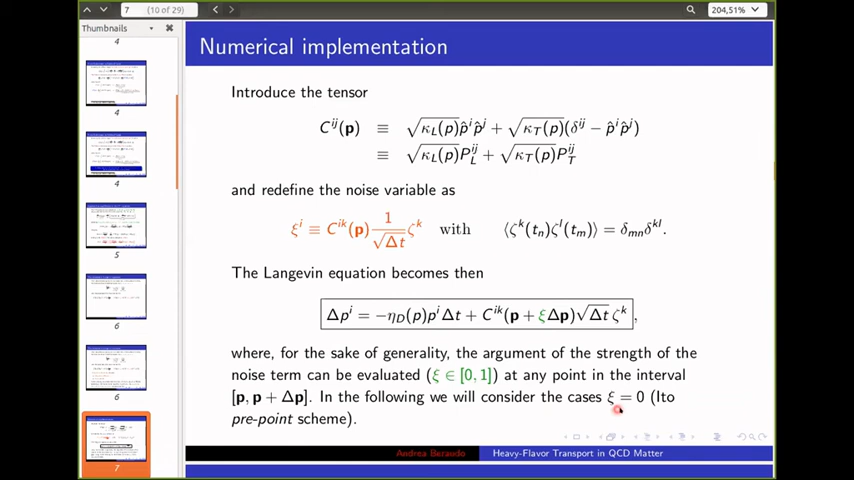 7 (10 of 29) 204,51%
Thumbnails
4
4
4
5
6
6
7
Numerical implementation
Introduce the tensor
C^{ij}(p) ≡ √κ_L(p) p̂^i p̂^j + √κ_T(p) (δ^{ij} − p̂^i p̂^j)
≡ √κ_L(p) P_L^{ij} + √κ_T(p) P_T^{ij}
and redefine the noise variable as
ξ^i ≡ C^{ik}(p) 1/√Δt ζ^k with ⟨ζ^k(t_n)ζ^l(t_m)⟩ = δ_{mn}δ^{kl}.
The Langevin equation becomes then
Δp^i = −η_D(p)p^iΔt + C^{ik}(p + ξΔp)√Δt ζ^k,
where, for the sake of generality, the argument of the strength of the
noise term can be evaluated (ξ ∈ [0, 1]) at any point in the interval
[p, p + Δp]. In the following we will consider the cases ξ = 0 (Ito
pre-point scheme).
Andrea Beraudo Heavy-Flavor Transport in QCD Matter